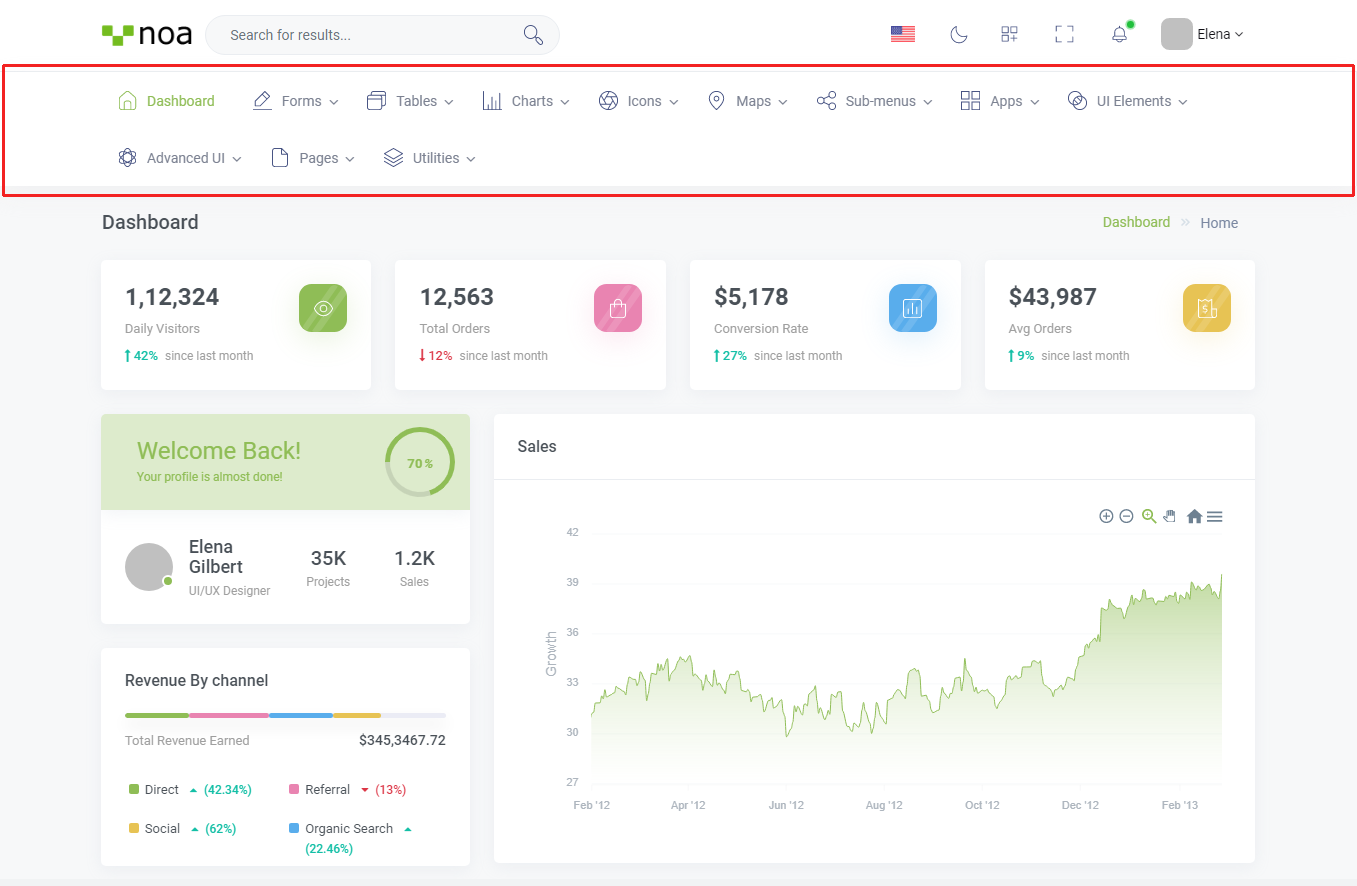 noa
Search for results...
Elena
Dashboard Forms Tables Charts Icons Maps Sub-menus Apps UI Elements
Advanced UI Pages Utilities
Dashboard
Dashboard » Home
1,12,324
Daily Visitors
42% since last month
12,563
Total Orders
12% since last month
$5,178
Conversion Rate
27% since last month
$43,987
Avg Orders
9% since last month
Welcome Back!
Your profile is almost done!
70%
Elena
Gilbert
UI/UX Designer
35K
Projects
1.2K
Sales
Revenue By channel
Total Revenue Earned $345,3467.72
Direct (42.34%)
Referral (13%)
Social (62%)
Organic Search
(22.46%)
Sales
Growth
42
39
36
33
30
27
Feb '12 Apr '12 Jun '12 Aug '12 Oct '12 Dec '12 Feb '13